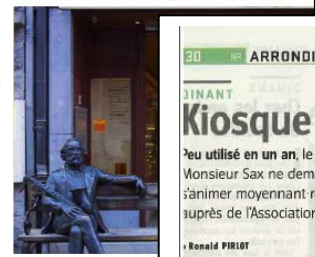 30 ARRONDI
DINANT
Kiosque
Peu utilisé en un an, le
Monsieur Sax ne dem
s'animer moyennant r
auprès de l'Association
Ronald PIRLOT